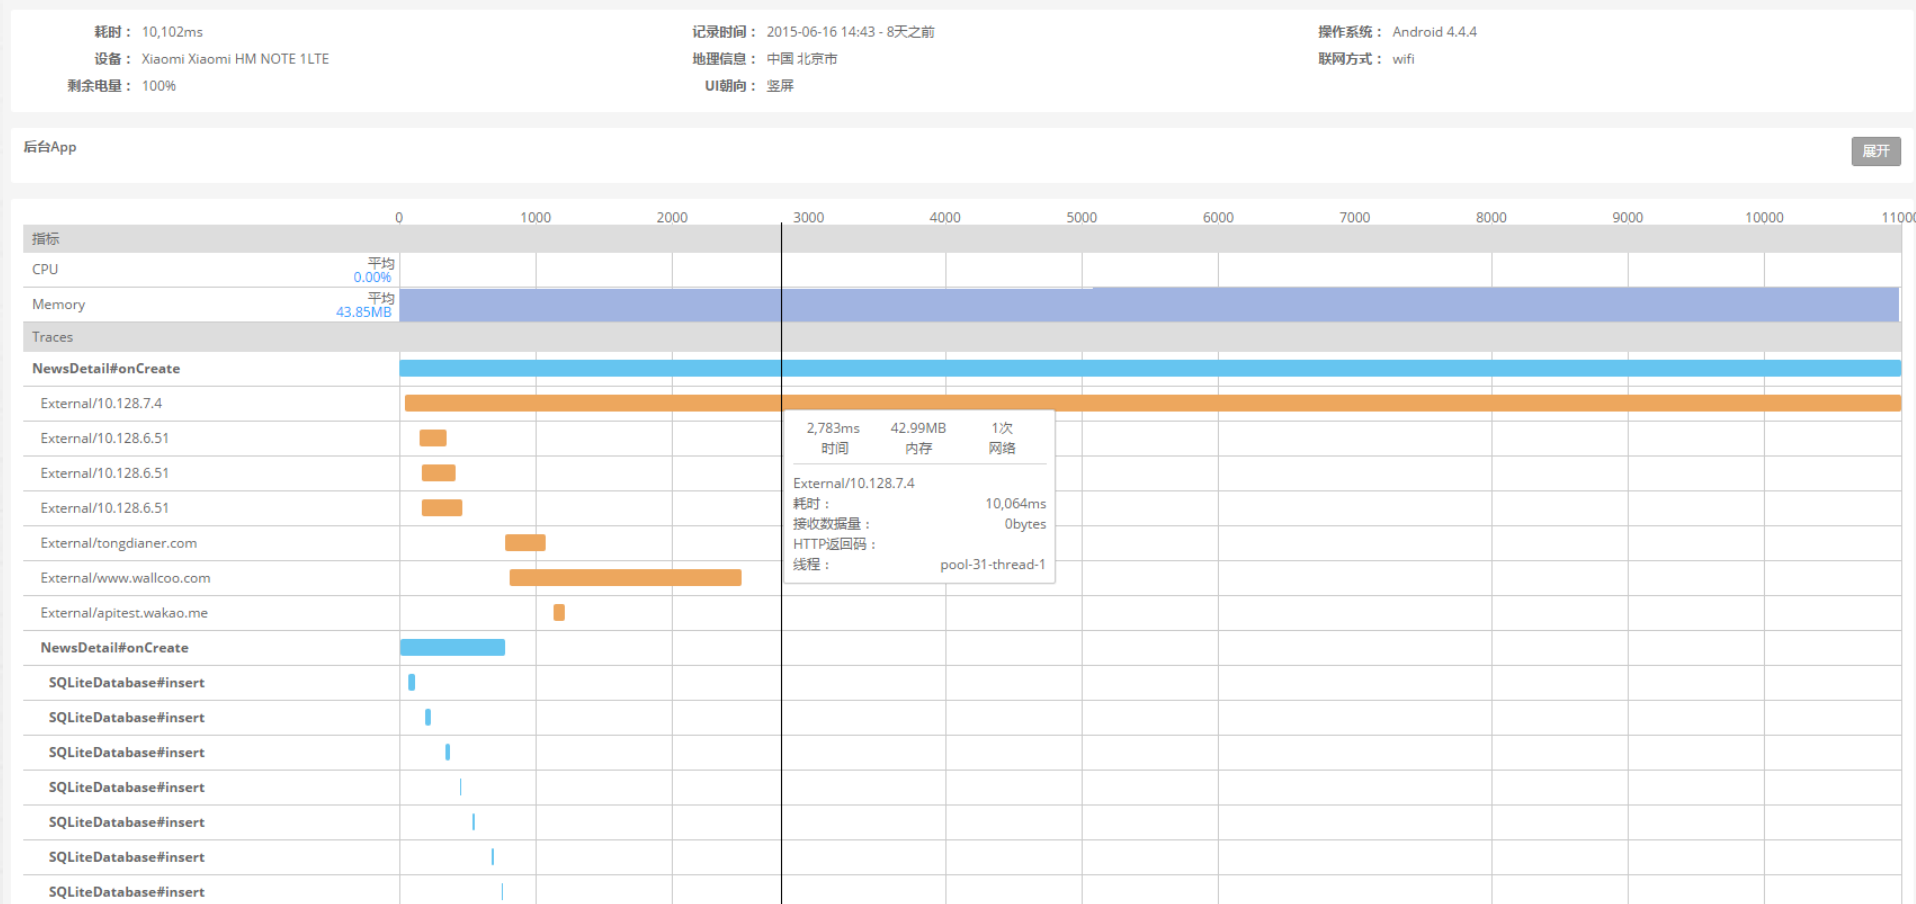 耗时： 10,102ms 记录时间： 2015-06-16 14:43 - 8天之前 操作系统： Android 4.4.4
设备： Xiaomi Xiaomi HM NOTE 1LTE 地理信息： 中国 北京市 联网方式： wifi
剩余电量： 100% UI朝向： 竖屏
后台App 展开
0 1000 2000 3000 4000 5000 6000 7000 8000 9000 10000 11000
指标
CPU 平均
0.00%
Memory 平均
43.85MB
Traces
NewsDetail#onCreate
External/10.128.7.4
External/10.128.6.51
External/10.128.6.51
External/10.128.6.51
External/tongdianer.com
External/www.wallcoo.com
External/apitest.wakao.me
NewsDetail#onCreate
SQLiteDatabase#insert
SQLiteDatabase#insert
SQLiteDatabase#insert
SQLiteDatabase#insert
SQLiteDatabase#insert
SQLiteDatabase#insert
SQLiteDatabase#insert
2,783ms 42.99MB 1次
时间 内存 网络
External/10.128.7.4
耗时： 10,064ms
接收数据量： 0bytes
HTTP返回码：
线程： pool-31-thread-1